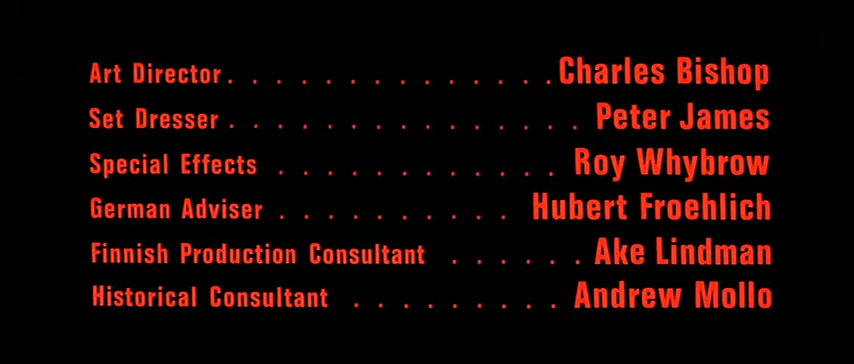 Art Director. . . . . . . . . . . . . . .Charles Bishop
Set Dresser . . . . . . . . . . . . . . . Peter James
Special Effects . . . . . . . . . . . . Roy Whybrow
German Adviser . . . . . . . . . . Hubert Froehlich
Finnish Production Consultant . . . . . . Ake Lindman
Historical Consultant . . . . . . . . . Andrew Mollo